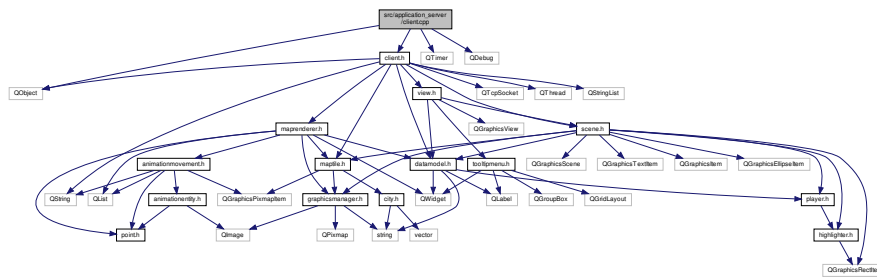 src/application_server
/client.cpp
client.h
QTimer
QDebug
QObject
view.h
QTcpSocket
QThread
QStringList
maprenderer.h
QGraphicsView
scene.h
animationmovement.h
maptile.h
datamodel.h
tooltipmenu.h
QGraphicsScene
QGraphicsTextItem
QGraphicsItem
QGraphicsEllipseItem
QString
QList
animationentity.h
QGraphicsPixmapItem
graphicsmanager.h
city.h
QWidget
QLabel
QGroupBox
QGridLayout
player.h
point.h
QImage
QPixmap
string
vector
highlighter.h
QGraphicsRectIte